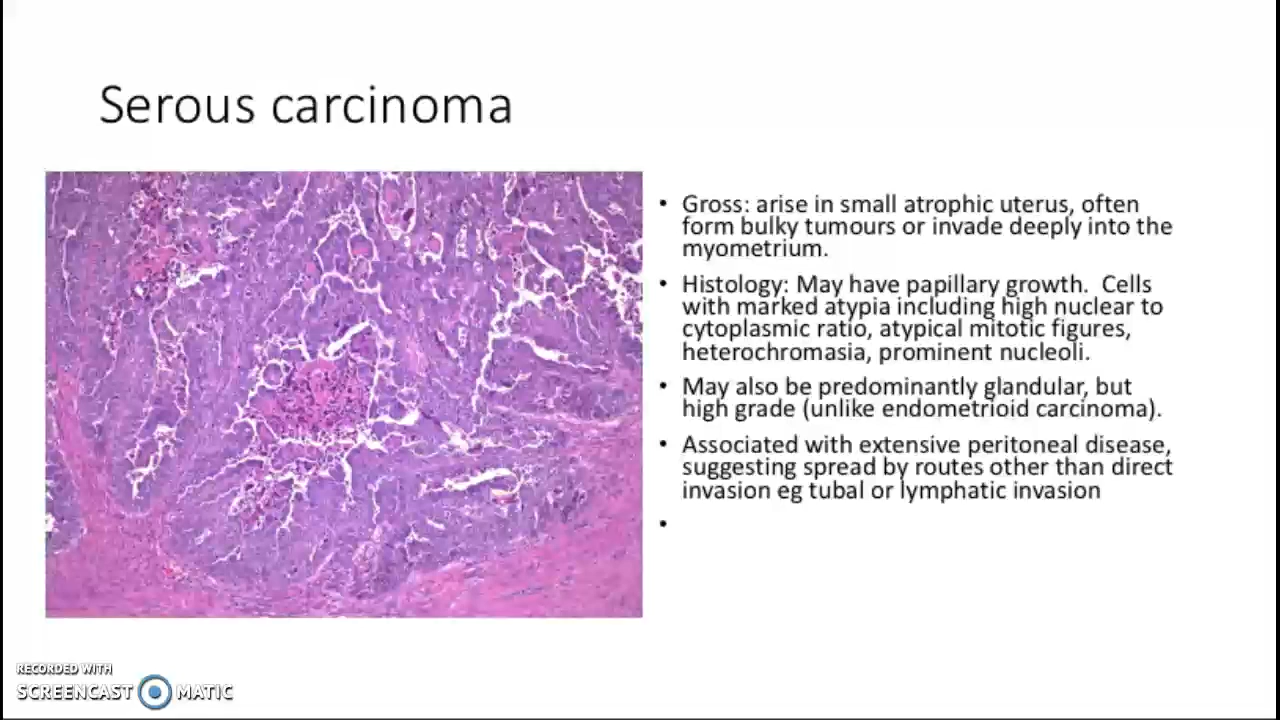 Serous carcinoma
• Gross: arise in small atrophic uterus, often
form bulky tumours or invade deeply into the
myometrium.
• Histology: May have papillary growth. Cells
with marked atypia including high nuclear to
cytoplasmic ratio, atypical mitotic figures,
heterochromasia, prominent nucleoli.
• May also be predominantly glandular, but
high grade (unlike endometrioid carcinoma).
• Associated with extensive peritoneal disease,
suggesting spread by routes other than direct
invasion eg tubal or lymphatic invasion
•
RECORDED WITH
SCREENCAST MATIC